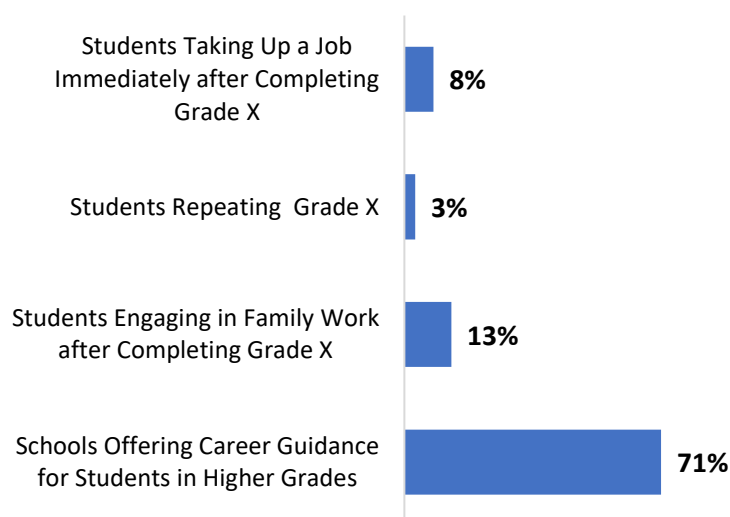 Students Taking Up a Job
Immediately after Completing
Grade X
8%
Students Repeating  Grade X
3%
Students Engaging in Family Work
after Completing Grade X
13%
Schools Offering Career Guidance
for Students in Higher Grades
71%